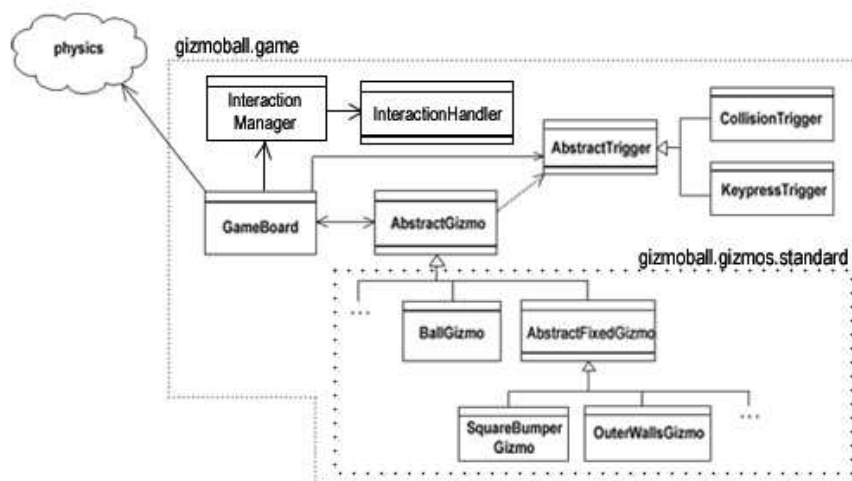 physics
gizmoball.game
Interaction
Manager
InteractionHandler
AbstractTrigger
CollisionTrigger
KeypressTrigger
GameBoard
AbstractGizmo
gizmoball.gizmos.standard
...
BallGizmo
AbstractFixedGizmo
...
SquareBumper
Gizmo
OuterWallsGizmo